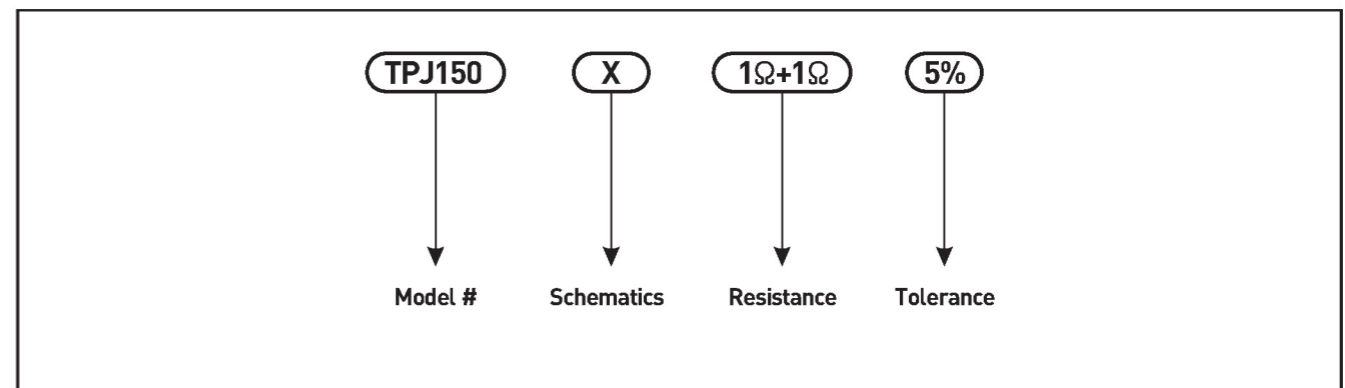 TPJ150 X 1Ω+1Ω 5%
Model # Schematics Resistance Tolerance